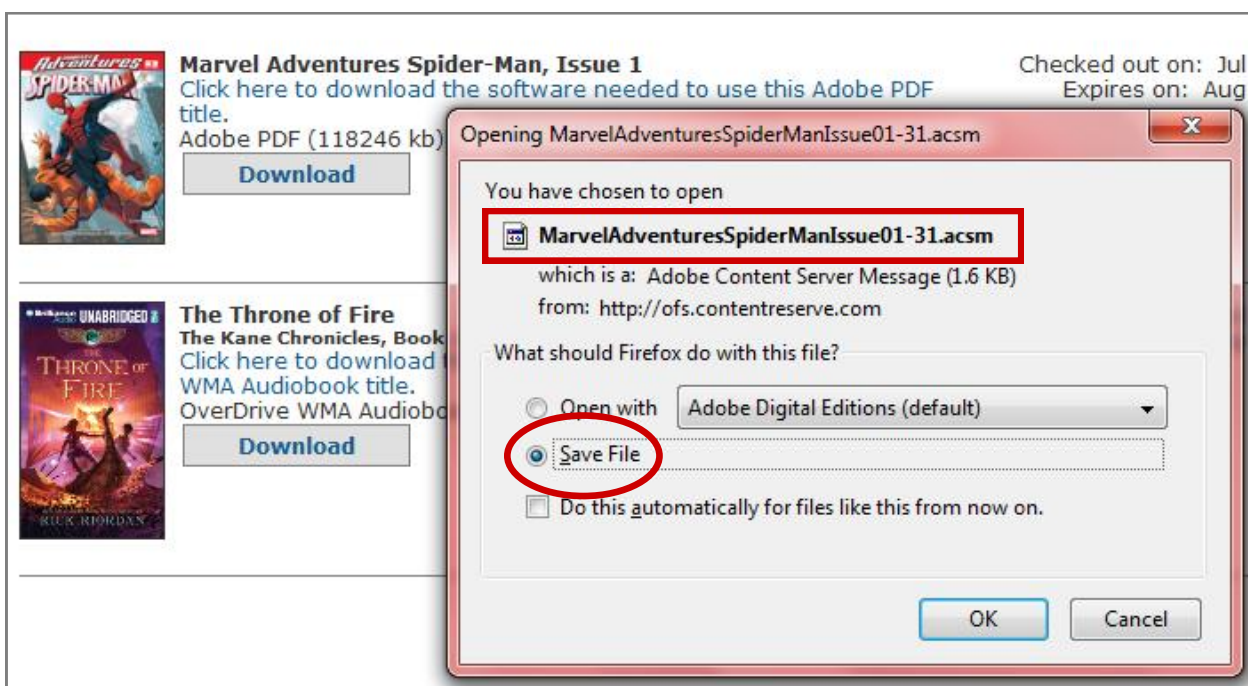 Adventures
SPIDER-MAN
Marvel Adventures Spider-Man, Issue 1
Click here to download the software needed to use this Adobe PDF
title.
Adobe PDF (118246 kb)
Download
Checked out on: Jul
Expires on: Aug
UNABRIDGED
THE
THRONE OF
FIRE
RICK RIORDAN
The Throne of Fire
The Kane Chronicles, Book
Click here to download
WMA Audiobook title.
OverDrive WMA Audiobo
Download
Opening MarvelAdventuresSpiderManIssue01-31.acsm
You have chosen to open
MarvelAdventuresSpiderManIssue01-31.acsm
which is a: Adobe Content Server Message (1.6 KB)
from: http://ofs.contentreserve.com
What should Firefox do with this file?
Open with Adobe Digital Editions (default)
Save File
Do this automatically for files like this from now on.
OK Cancel